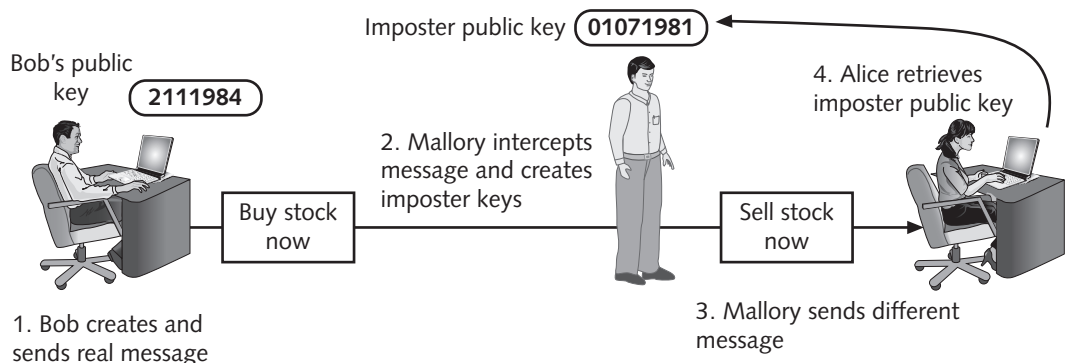 Imposter public key 01071981
Bob's public
key 2111984
4. Alice retrieves
imposter public key
2. Mallory intercepts
message and creates
imposter keys
Buy stock
now
Sell stock
now
3. Mallory sends different
message
1. Bob creates and
sends real message